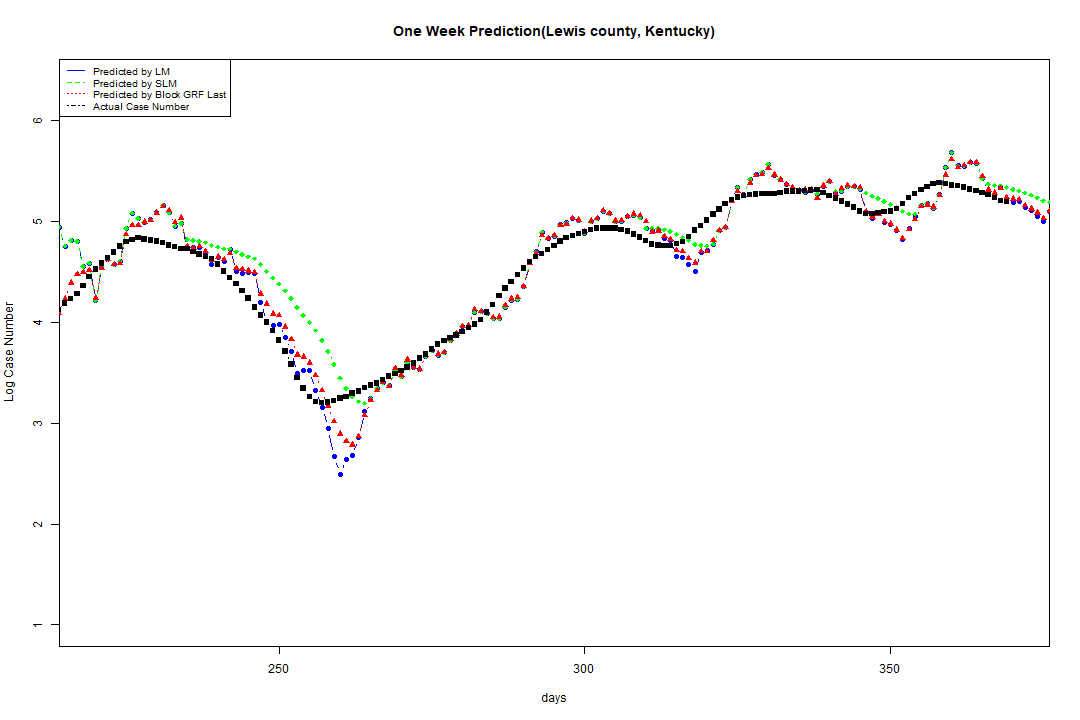 One Week Prediction(Lewis county, Kentucky)
Predicted by LM
Predicted by SLM
Predicted by Block GRF Last
Actual Case Number
6
5
4
3
2
1
Log Case Number
250
300
350
days